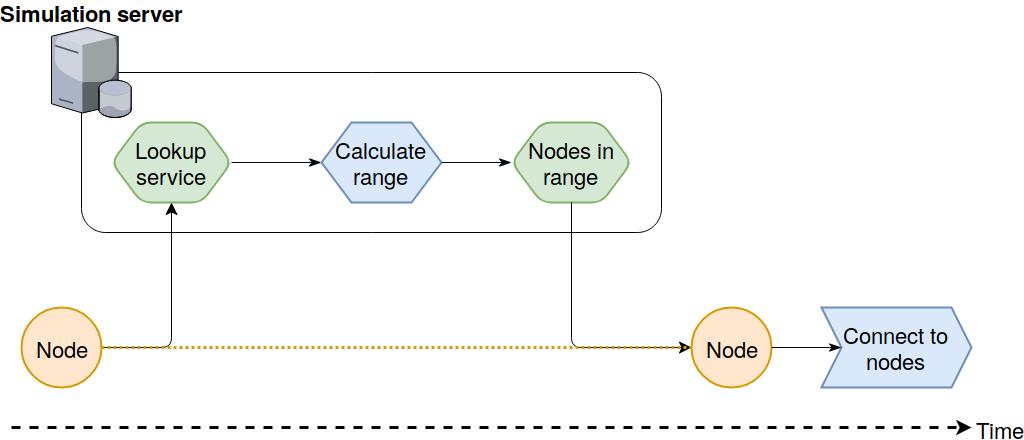 Simulation server
Lookup
service
Calculate
range
Nodes in
range
Node
Node
Connect to
nodes
Time